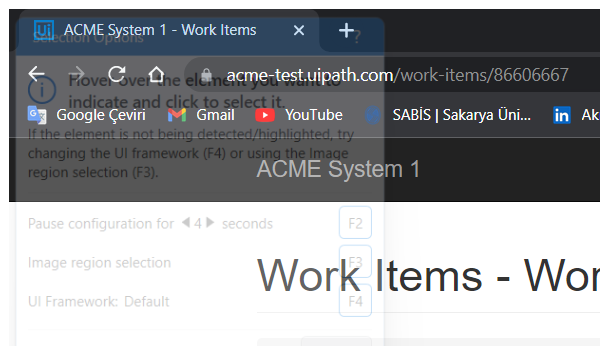 Ui ACME System 1 - Work Items × +
Selection Options ?
acme-test.uipath.com/work-items/86606667
Hover over the element you want to
indicate and click to select it.
Google Çeviri Gmail YouTube SABİS | Sakarya Üni... in Ak
If the element is not being detected/highlighted, try
changing the UI framework (F4) or using the Image
region selection (F3).
ACME System 1
Pause configuration for 4 seconds F2
Image region selection F3
Work Items - Wor
UI Framework: Default F4